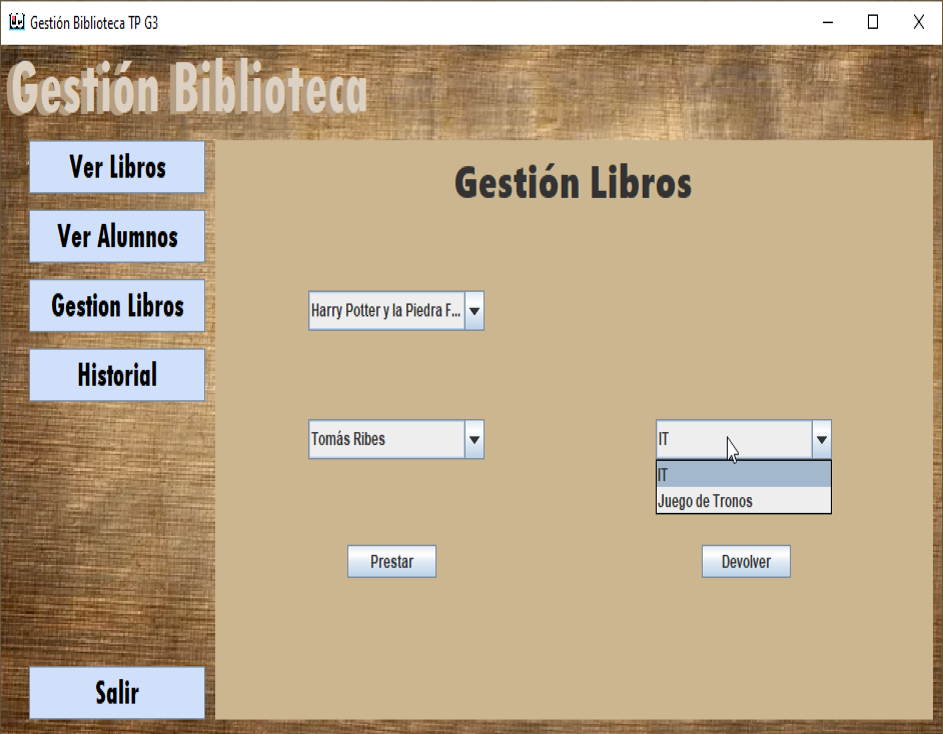 Gestión Biblioteca TP G3
Gestión Biblioteca
Ver Libros
Ver Alumnos
Gestion Libros
Historial
Salir
Gestión Libros
Harry Potter y la Piedra F...
Tomás Ribes
IT
IT
Juego de Tronos
Prestar
Devolver